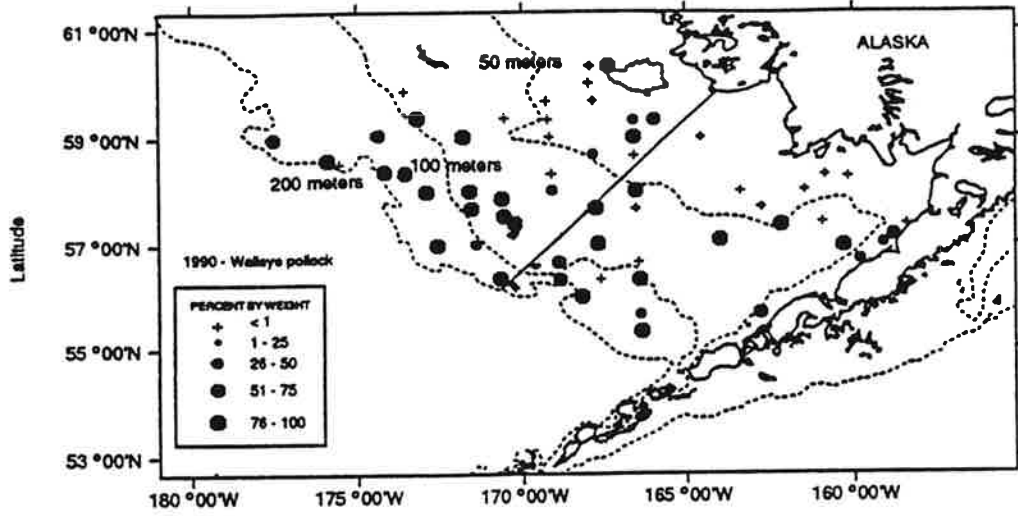 61 °00'N
ALASKA
50 meters
59 °00'N
100 meters
200 meters
57 °00'N
1990 - Walleye pollock
PERCENT BY WEIGHT
< 1
1 - 25
26 - 50
51 - 75
76 - 100
55 °00'N
53 °00'N
Latitude
180 °00'W
175 °00'W
170 °00'W
165 °00'W
160 °00'W